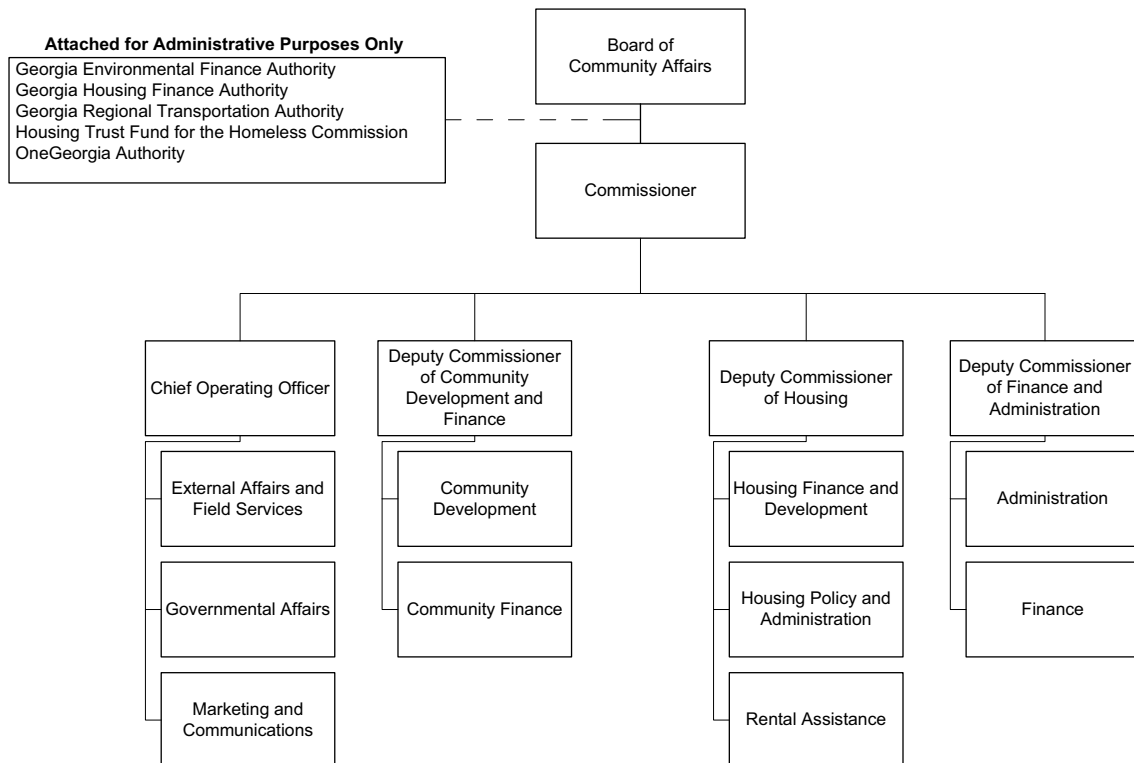 Attached for Administrative Purposes Only
Georgia Environmental Finance Authority
Georgia Housing Finance Authority
Georgia Regional Transportation Authority
Housing Trust Fund for the Homeless Commission
OneGeorgia Authority
Board of
Community Affairs
Commissioner
Chief Operating Officer
External Affairs and
Field Services
Governmental Affairs
Marketing and
Communications
Deputy Commissioner
of Community
Development and
Finance
Community
Development
Community Finance
Deputy Commissioner
of Housing
Housing Finance and
Development
Housing Policy and
Administration
Rental Assistance
Deputy Commissioner
of Finance and
Administration
Administration
Finance